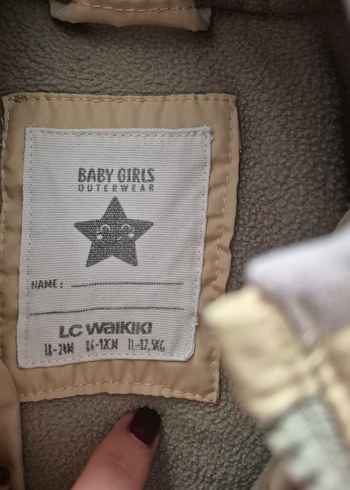 BABY GIRLS
OUTERWEAR
NAME :
LC WAIKIKI